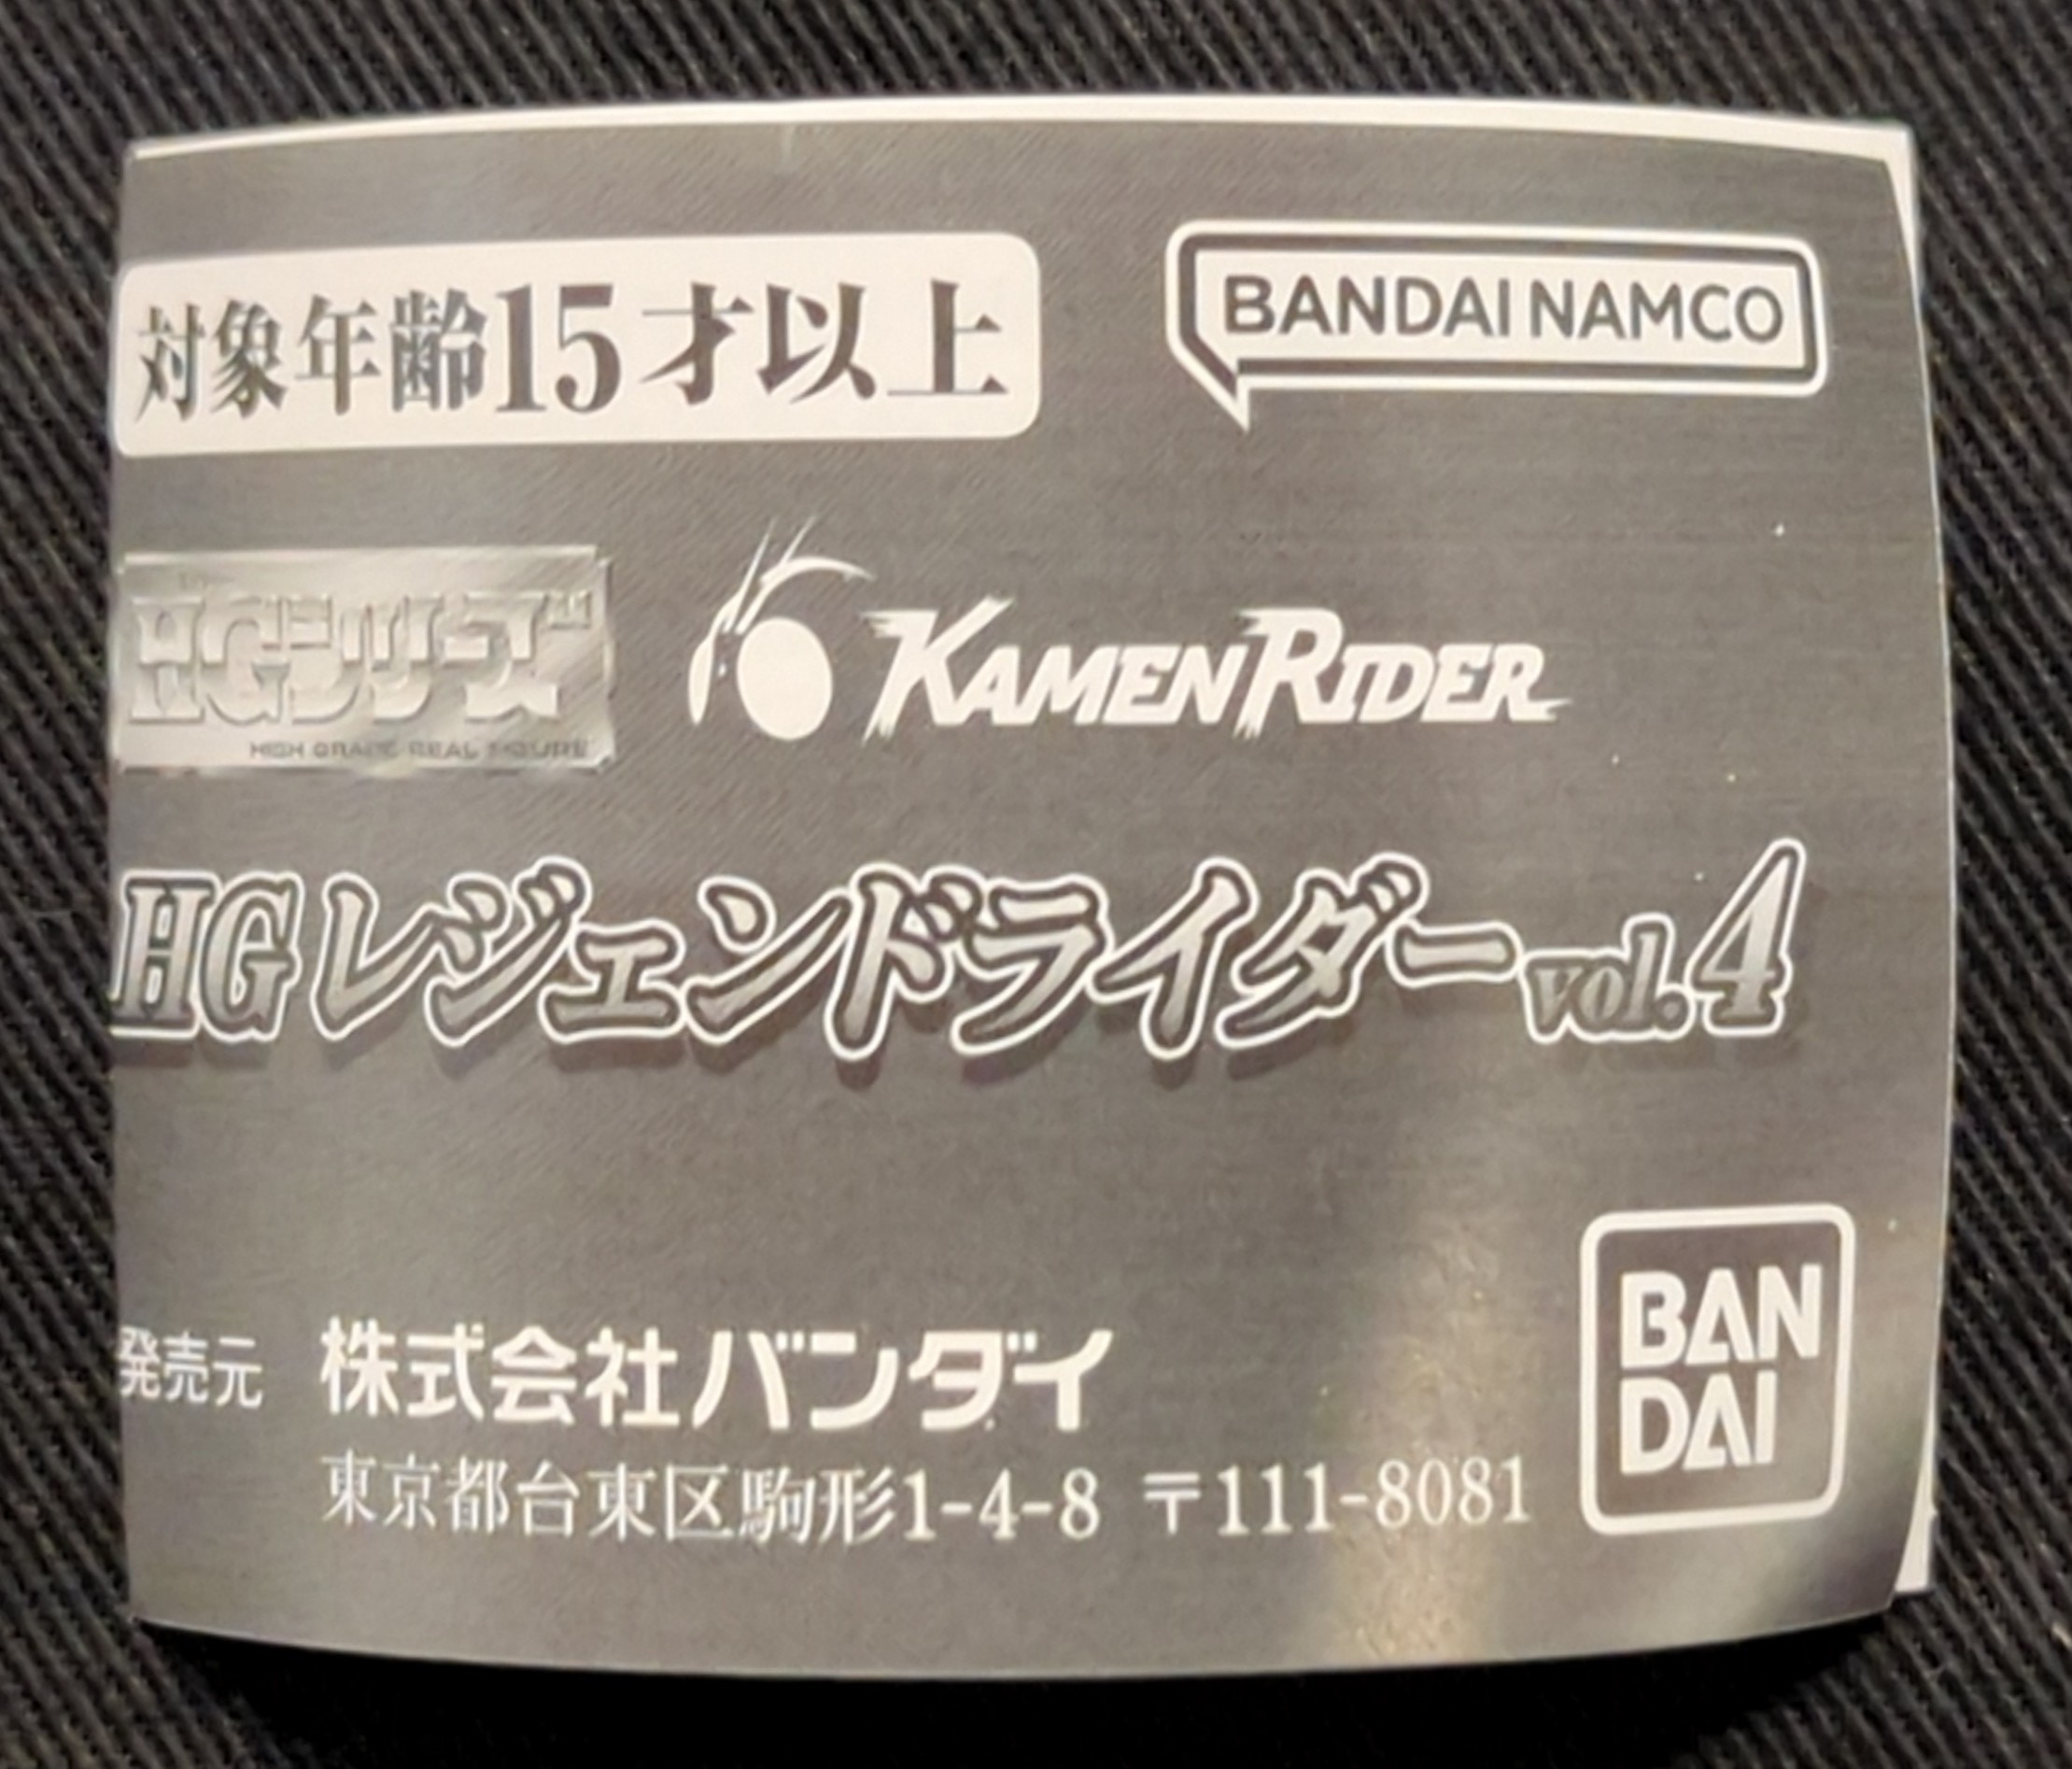 対象年齢15才以上
BANDAI NAMCO
HGシリーズ
HIGH GRADE REAL FIGURE
KAMEN RIDER
HGレジェンドライダーvol.4
発売元 株式会社バンダイ
東京都台東区駒形1-4-8 〒111-8081
BAN
DAI